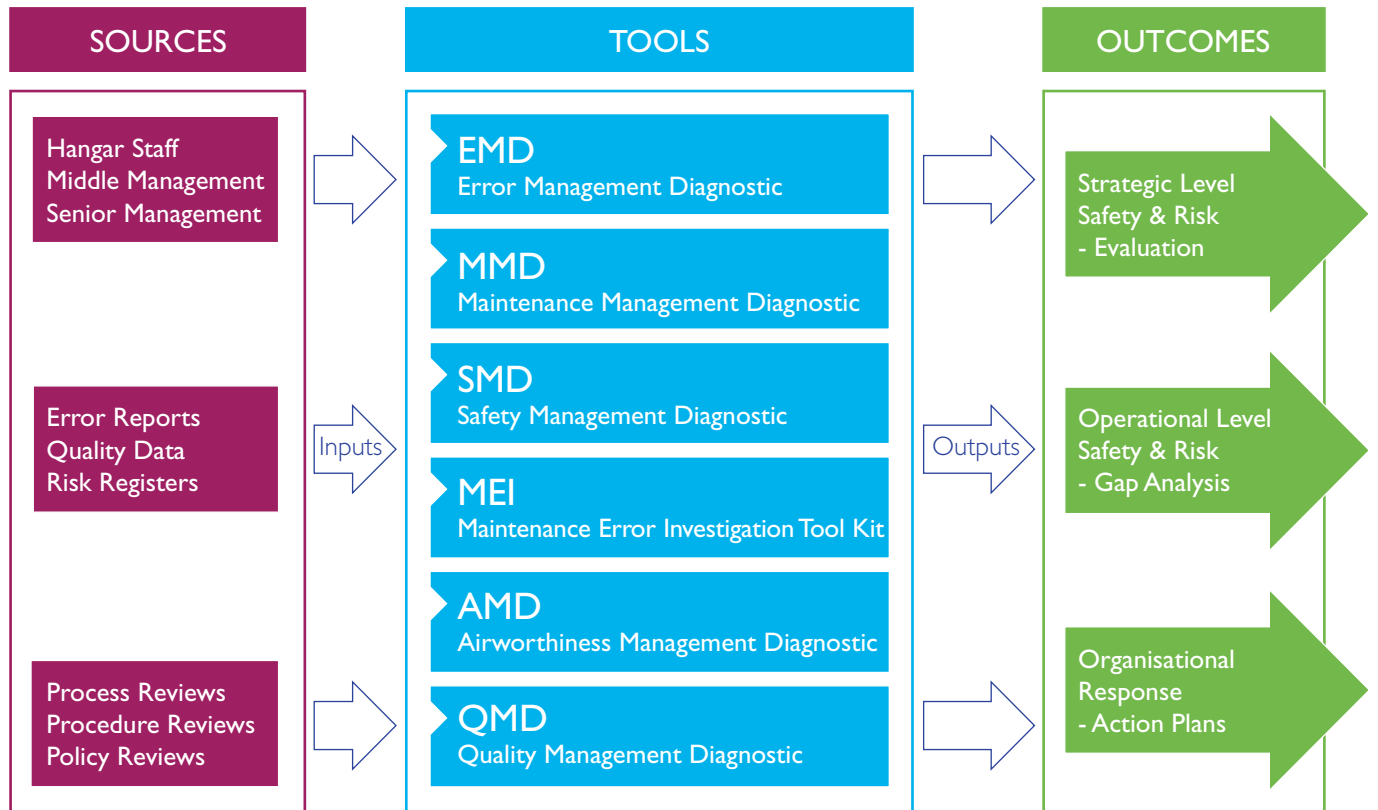 SOURCES
TOOLS
OUTCOMES
Hangar Staff
Middle Management
Senior Management
Error Reports
Quality Data
Risk Registers
Process Reviews
Procedure Reviews
Policy Reviews
Inputs
EMD
Error Management Diagnostic
MMD
Maintenance Management Diagnostic
SMD
Safety Management Diagnostic
MEI
Maintenance Error Investigation Tool Kit
AMD
Airworthiness Management Diagnostic
QMD
Quality Management Diagnostic
Outputs
Strategic Level
Safety & Risk
- Evaluation
Operational Level
Safety & Risk
- Gap Analysis
Organisational
Response
- Action Plans